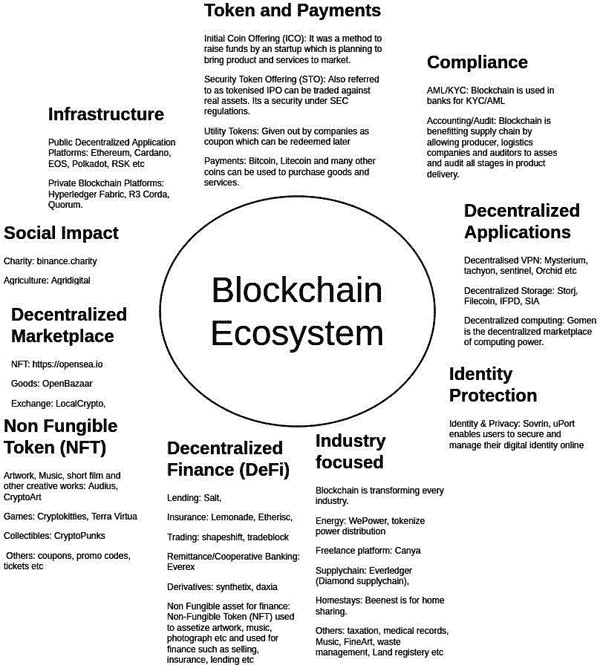 Token and Payments
Initial Coin Offering (ICO): It was a method to
raise funds by an startup which is planning to
bring product and services to market.
Security Token Offering (STO): Also referred
to as tokenised IPO can be traded against
real assets. Its a security under SEC
regulations.
Utility Tokens: Given out by companies as
coupon which can be redeemed later
Payments: Bitcoin, Litecoin and many other
coins can be used to purchase goods and
services.
Compliance
AML/KYC: Blockchain is used in
banks for KYC/AML
Accounting/Audit: Blockchain is
benefitting supply chain by
allowing producer, logistics
companies and auditors to asses
and audit all stages in product
delivery.
Decentralized
Applications
Decentralised VPN: Mysterium,
tachyon, sentinel, Orchid etc
Decentralized Storage: Storj,
Filecoin, IFPD, SIA
Decentralized computing: Gomen
is the decentralized marketplace
of computing power.
Identity
Protection
Identity & Privacy: Sovrin, uPort
enables users to secure and
manage their digital identity online
Industry
focused
Blockchain is transforming every
industry.
Energy: WePower, tokenize
power distribution
Freelance platform: Canya
Supplychain: Everledger
(Diamond supplychain),
Homestays: Beenest is for home
sharing.
Others: taxation, medical records,
Music, FineArt, waste
management, Land registery etc
Decentralized
Finance (DeFi)
Lending: Salt,
Insurance: Lemonade, Etherisc,
Trading: shapeshift, tradeblock
Remittance/Cooperative Banking:
Everex
Derivatives: synthetix, daxia
Non Fungible asset for finance:
Non-Fungible Token (NFT) used
to assetize artwork, music,
photograph etc and used for
finance such as selling,
insurance, lending etc
Non Fungible
Token (NFT)
Artwork, Music, short film and
other creative works: Audius,
CryptoArt
Games: Cryptokitties, Terra Virtua
Collectibles: CryptoPunks
Others: coupons, promo codes,
tickets etc
Decentralized
Marketplace
NFT: https://opensea.io
Goods: OpenBazaar
Exchange: LocalCrypto,
Social Impact
Charity: binance.charity
Agriculture: Agridigital
Infrastructure
Public Decentralized Application
Platforms: Ethereum, Cardano,
EOS, Polkadot, RSK etc
Private Blockchain Platforms:
Hyperledger Fabric, R3 Corda,
Quorum.
Blockchain
Ecosystem